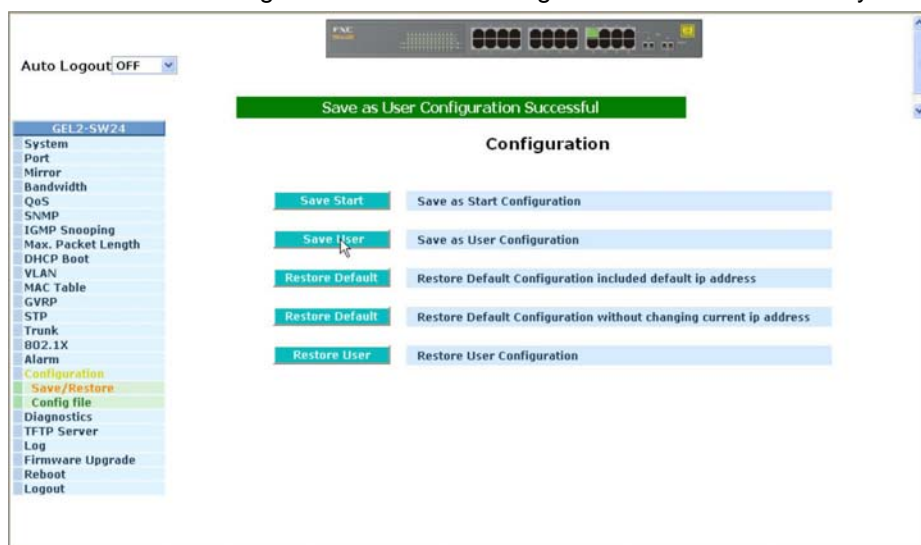 Auto Logout OFF
Save as User Configuration Successful
GEL2-SW24
System
Port
Mirror
Bandwidth
QoS
SNMP
IGMP Snooping
Max. Packet Length
DHCP Boot
VLAN
MAC Table
GVRP
STP
Trunk
802.1X
Alarm
Configuration
Save/Restore
Config file
Diagnostics
TFTP Server
Log
Firmware Upgrade
Reboot
Logout
Configuration
Save Start Save as Start Configuration
Save User Save as User Configuration
Restore Default Restore Default Configuration included default ip address
Restore Default Restore Default Configuration without changing current ip address
Restore User Restore User Configuration